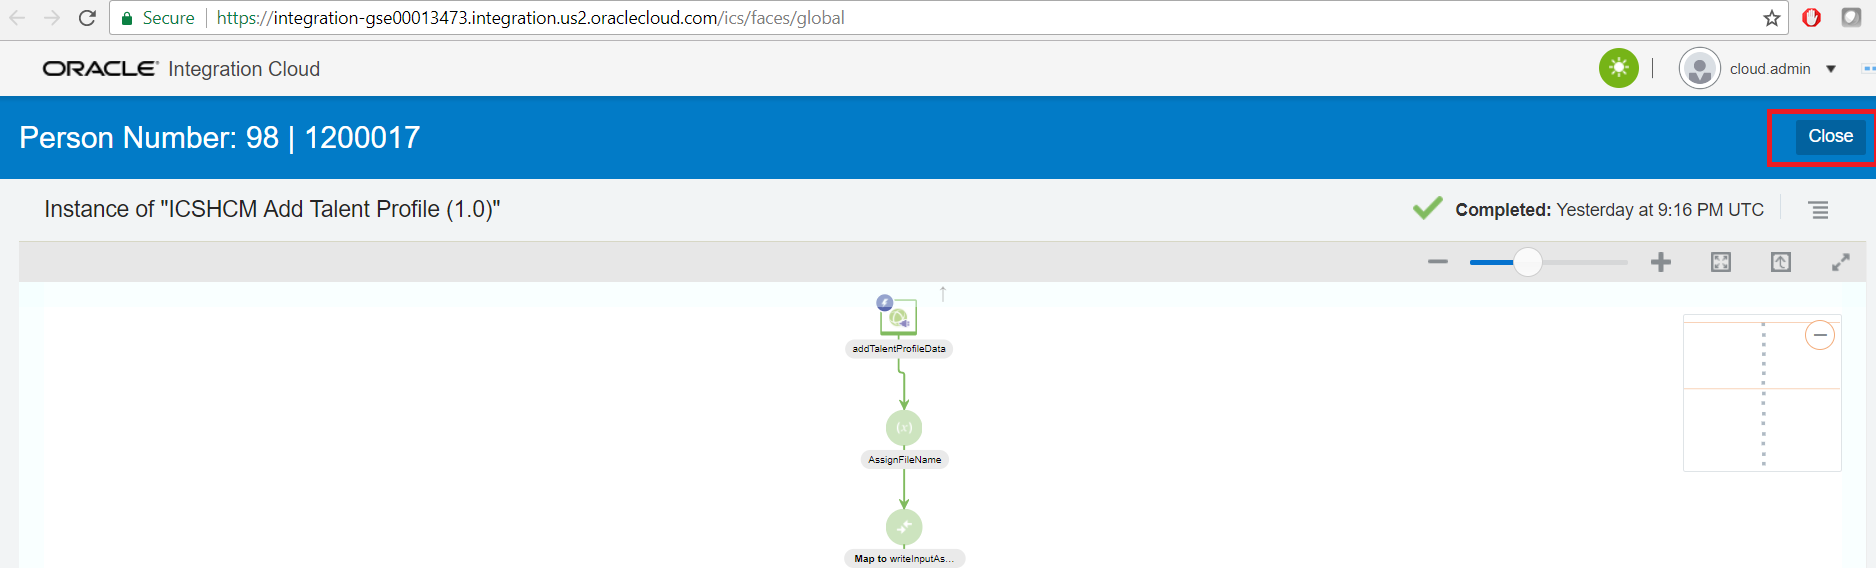 Secure https://integration-gse00013473.integration.us2.oraclecloud.com/ics/faces/global
ORACLE Integration Cloud
cloud.admin
Person Number: 98 | 1200017
Close
Instance of "ICSHCM Add Talent Profile (1.0)"
Completed: Yesterday at 9:16 PM UTC
addTalentProfileData
(x)
AssignFileName
Map to writeInputAs...